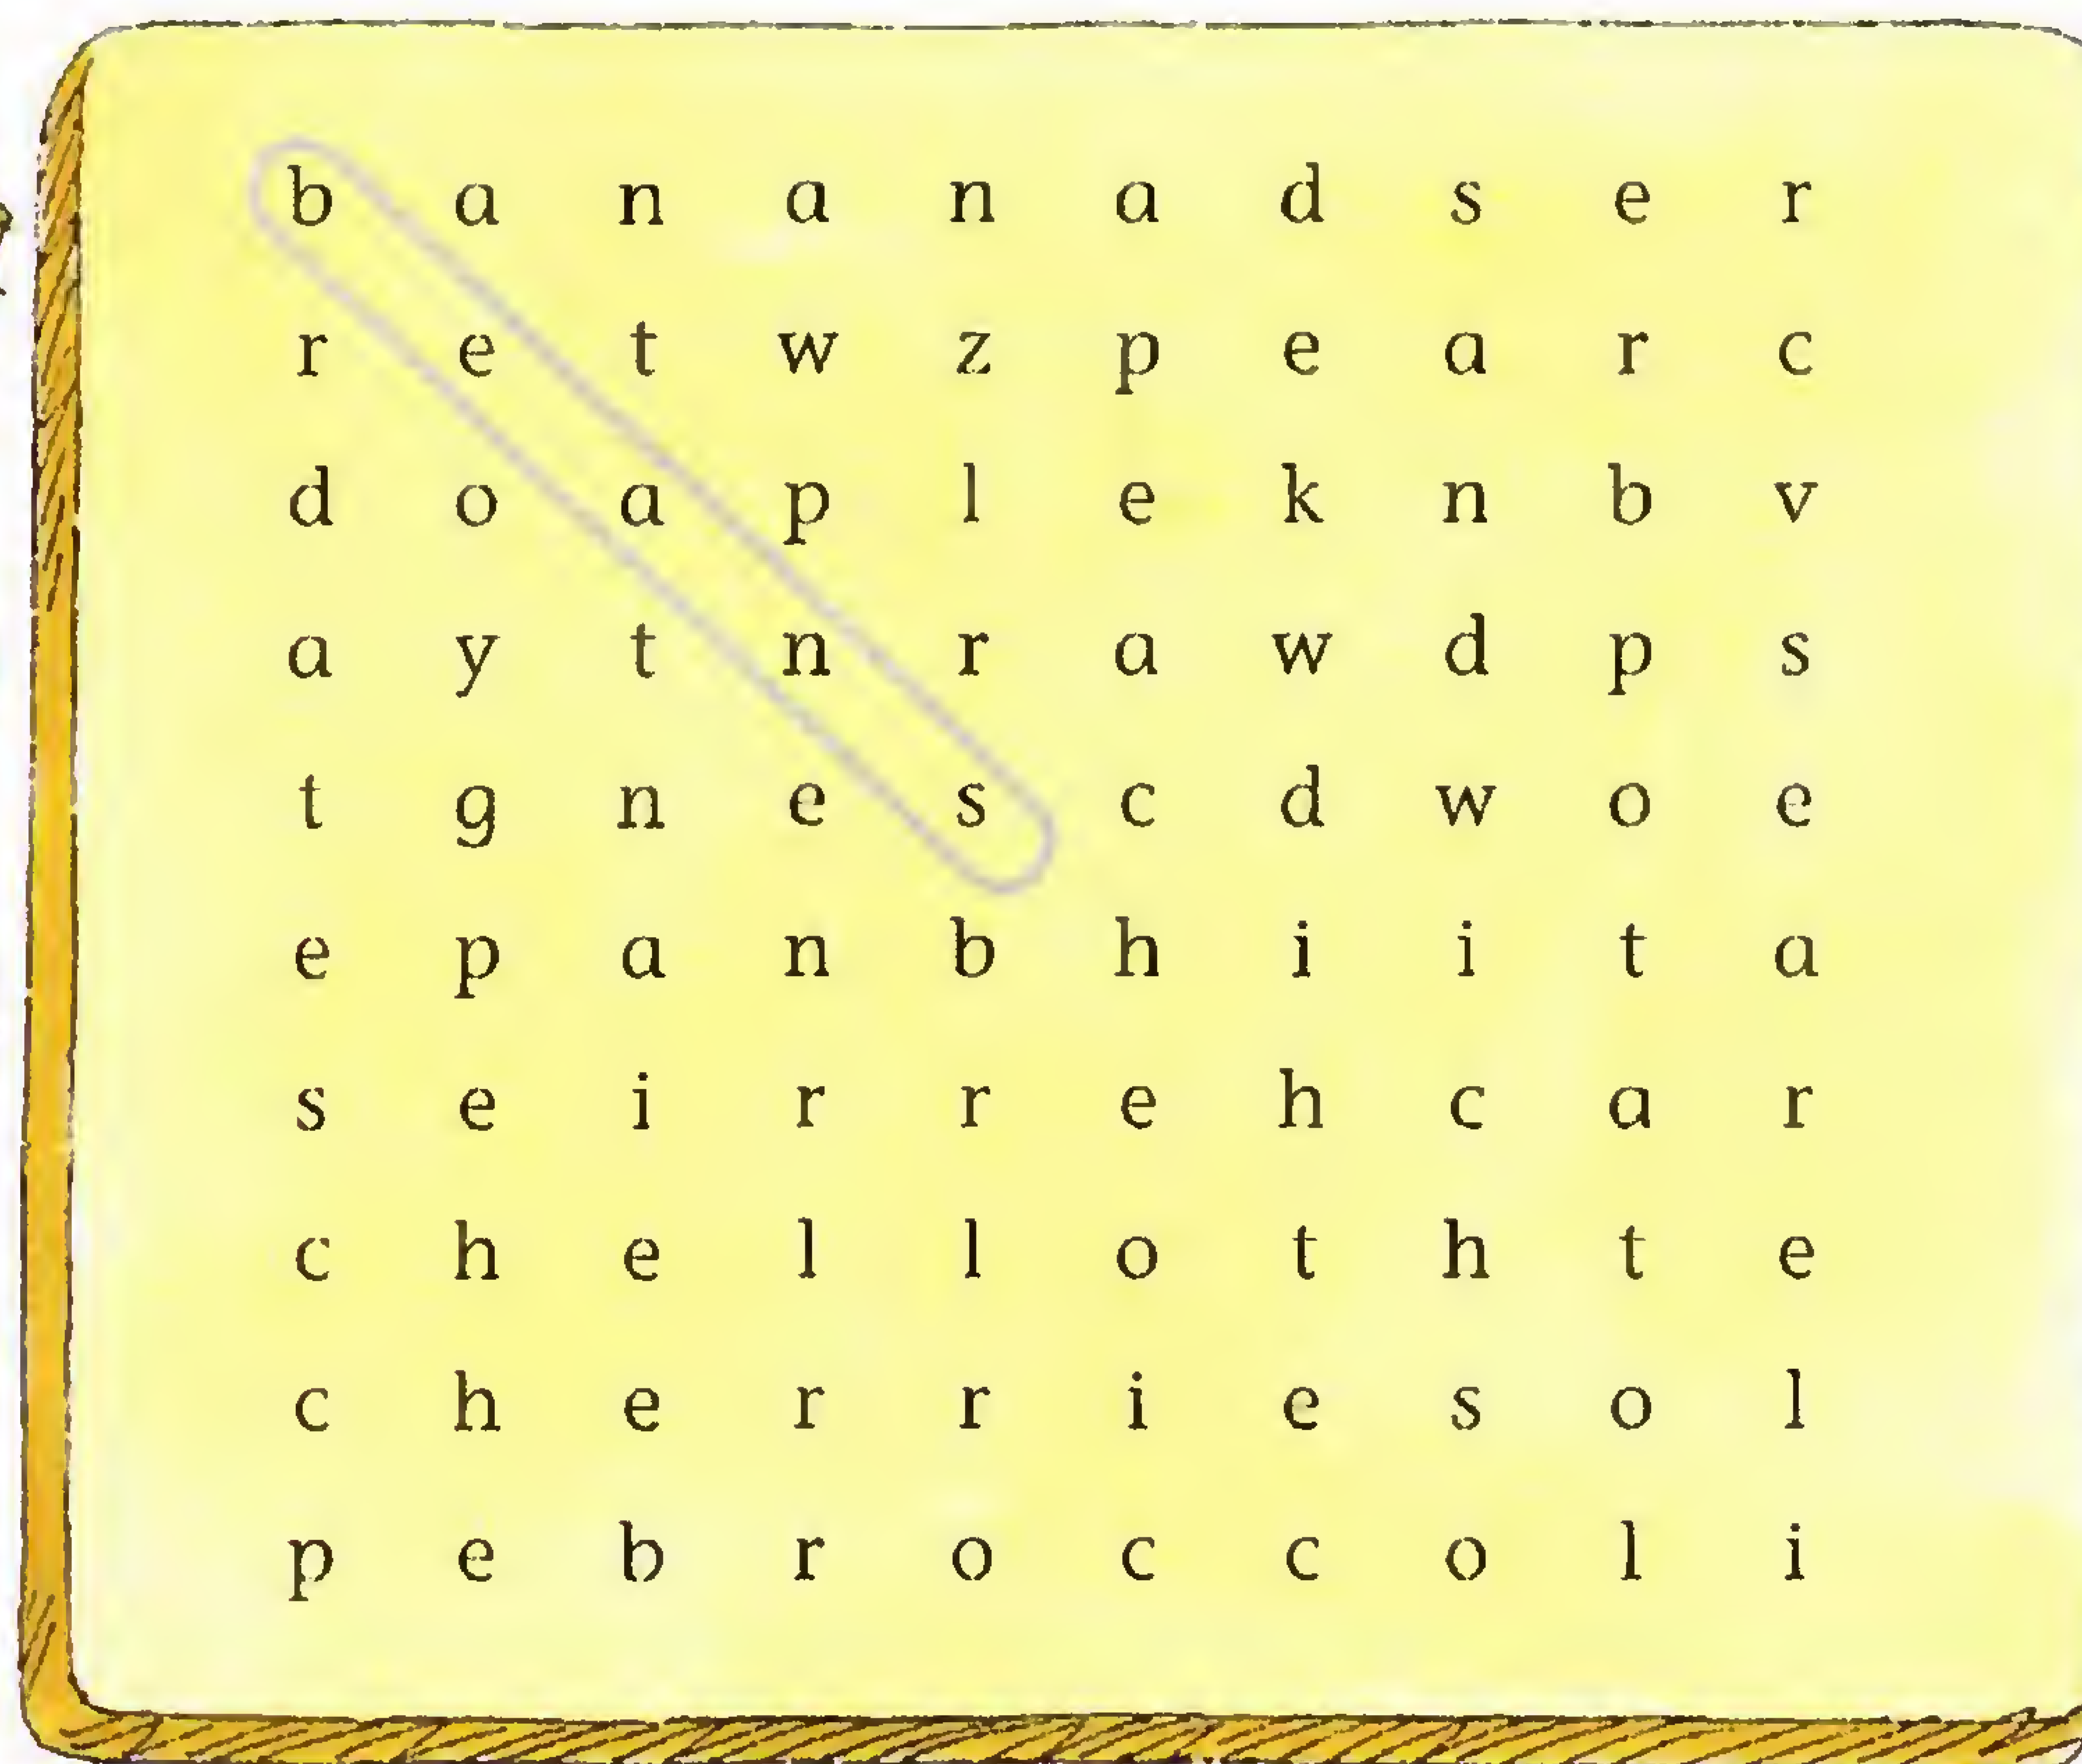 b a n a n a d s e r
r e t w z p e a r c
d o a p l e k n b v
a y t n r a w d p s
t g n e s c d w o e
e p a n b h i i t a
s e i r r e h c a r
c h e l l o t h t e
c h e r r i e s o l
p e b r o c c o l i